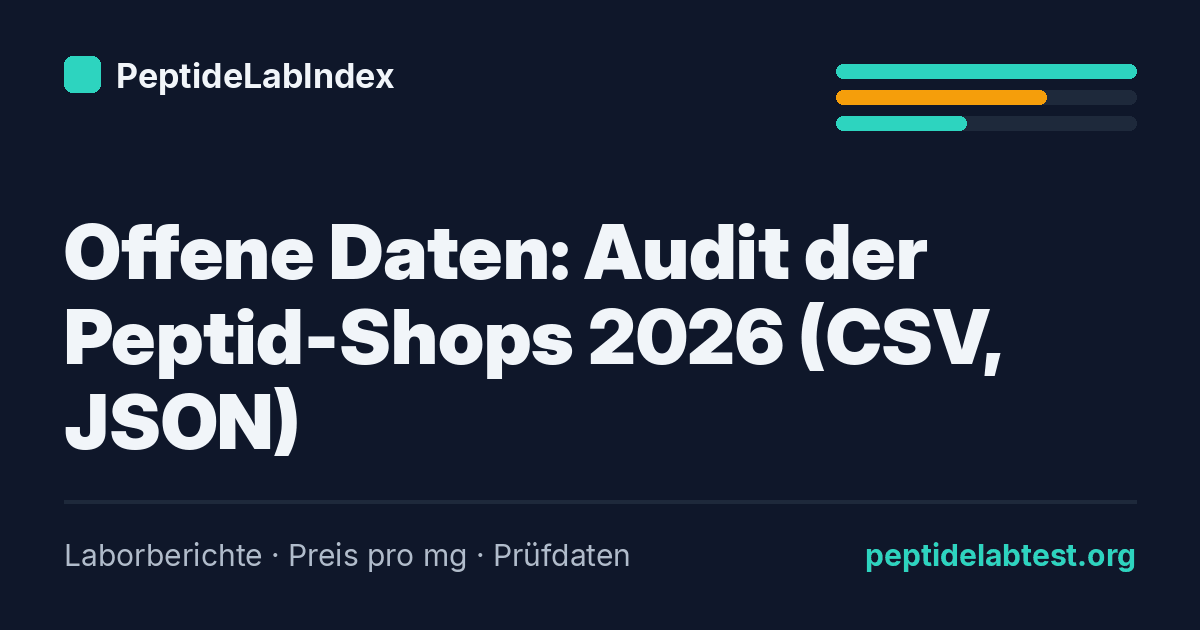 PeptideLabIndex
Offene Daten: Audit der
Peptid-Shops 2026 (CSV,
JSON)
Laborberichte · Preis pro mg · Prüfdaten
peptidelabtest.org